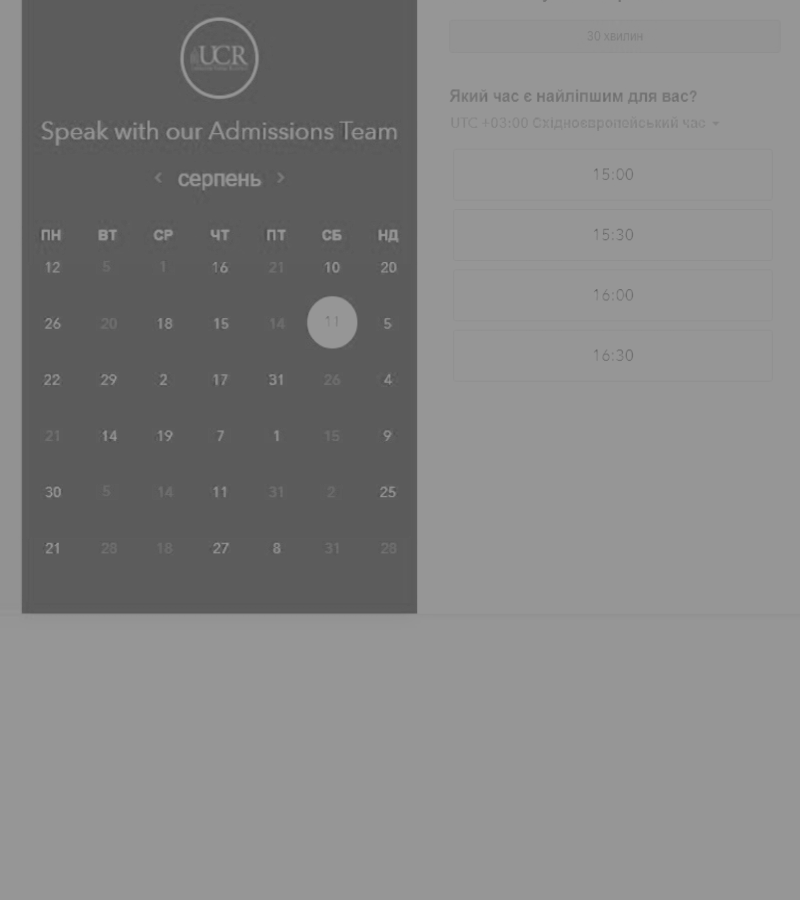 UCR
Speak with our Admissions Team
серпень
ПН ВТ СР ЧТ ПТ СБ НД
12 5 1 16 21 10 20
26 20 18 15 14 11 5
22 29 2 17 31 26 4
21 14 19 7 1 15 9
30 5 14 11 31 2 25
21 28 18 27 8 31 28
30 хвилин
Який час є найліпшим для вас?
UTC +03:00 Східноєвропейський час
15:00
15:30
16:00
16:30